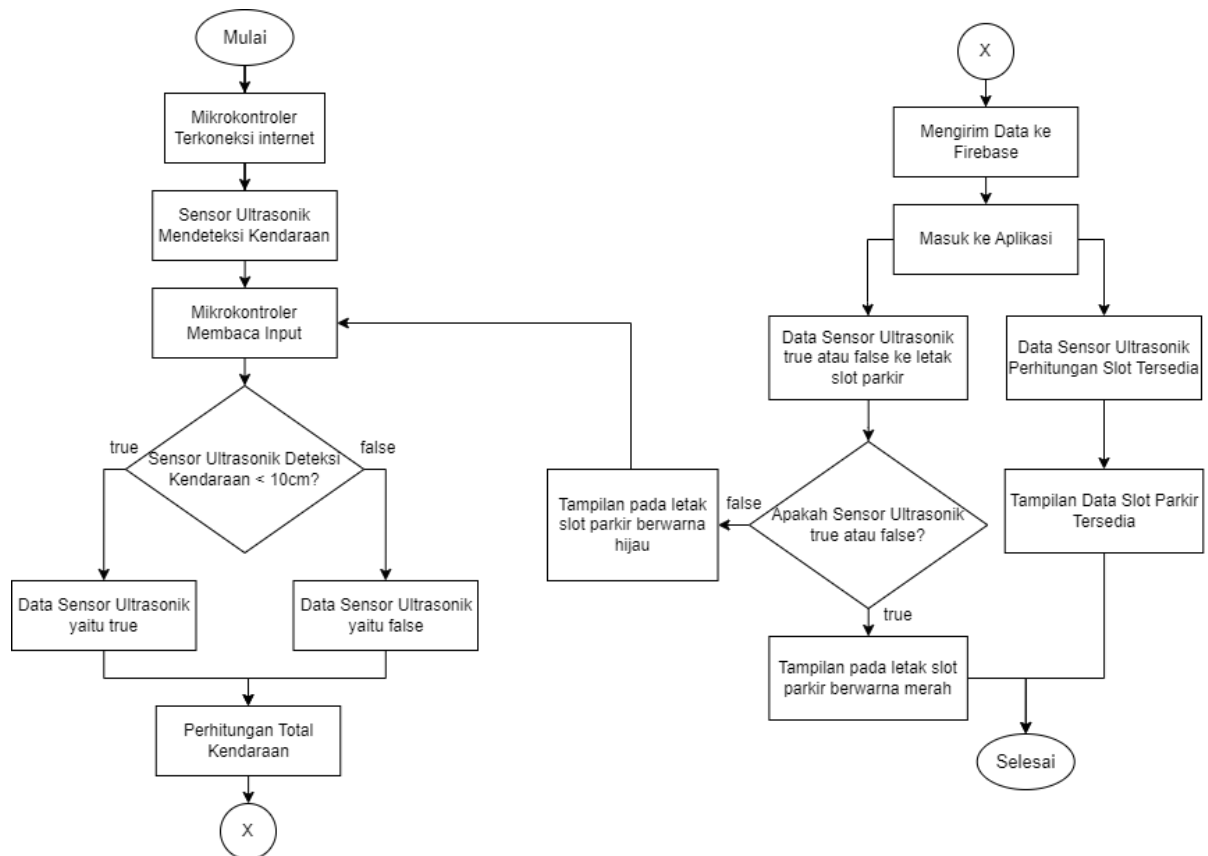 Mulai
Mikrokontroler
Terkoneksi internet
Sensor Ultrasonik
Mendeteksi Kendaraan
Mikrokontroler
Membaca Input
true
false
Sensor Ultrasonik Deteksi
Kendaraan < 10cm?
Data Sensor Ultrasonik
yaitu true
Data Sensor Ultrasonik
yaitu false
Perhitungan Total
Kendaraan
X
X
Mengirim Data ke
Firebase
Masuk ke Aplikasi
Data Sensor Ultrasonik
true atau false ke letak
slot parkir
Data Sensor Ultrasonik
Perhitungan Slot Tersedia
Apakah Sensor Ultrasonik
true atau false?
false
Tampilan pada letak
slot parkir berwarna
hijau
Tampilan Data Slot Parkir
Tersedia
true
Tampilan pada letak slot
parkir berwarna merah
Selesai